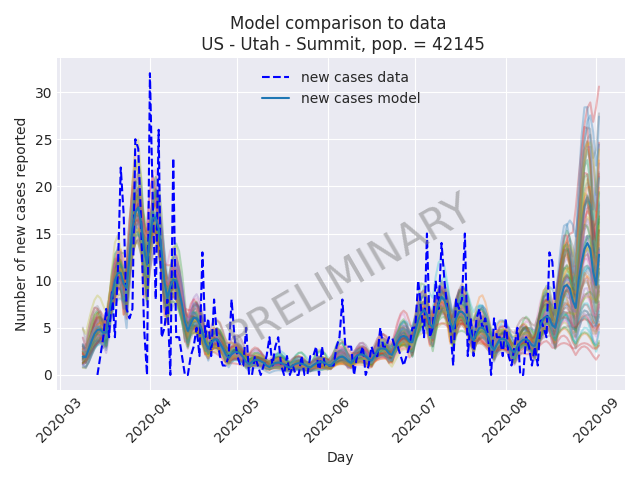 Model comparison to data
US - Utah - Summit, pop. = 42145
new cases data
new cases model
Number of new cases reported
30
25
20
15
10
5
0
PRELIMINARY
2020-03
2020-04
2020-05
2020-06
2020-07
2020-08
2020-09
Day